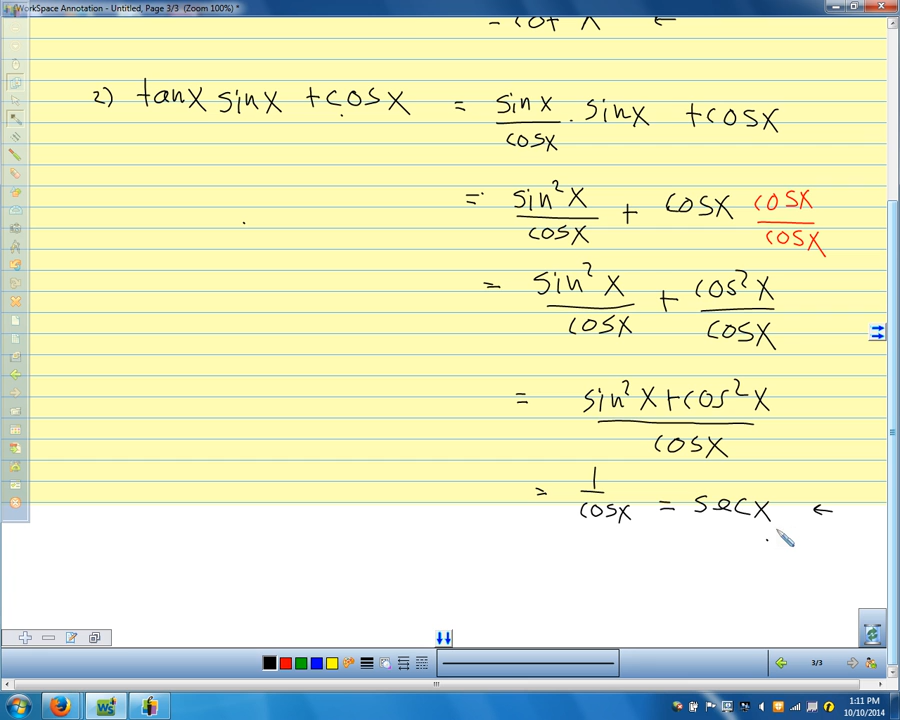 WorkSpace Annotation - Untitled, Page 3/3 (Zoom 100%) *
= cot X ←
2) tanX sinX + cosX = sinX/cosX · sinX + cosX
= sin²X/cosX + cosX cosX/cosX
= sin²X/cosX + cos²X/cosX
= sin²X + cos²X/cosX
= 1/cosX = secX ←
3/3
1:11 PM
10/10/2014